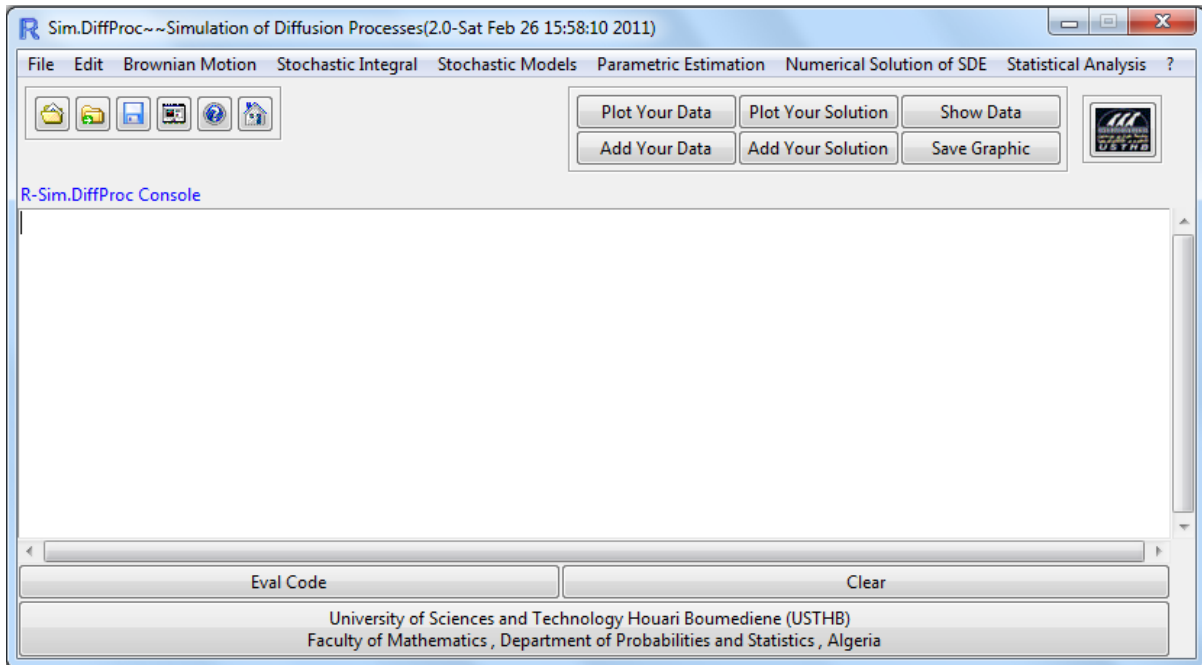 Sim.DiffProc~~Simulation of Diffusion Processes(2.0-Sat Feb 26 15:58:10 2011)
File Edit Brownian Motion Stochastic Integral Stochastic Models Parametric Estimation Numerical Solution of SDE Statistical Analysis ?
Plot Your Data Plot Your Solution Show Data
Add Your Data Add Your Solution Save Graphic
USTHB
R-Sim.DiffProc Console
Eval Code Clear
University of Sciences and Technology Houari Boumediene (USTHB)
Faculty of Mathematics , Department of Probabilities and Statistics , Algeria